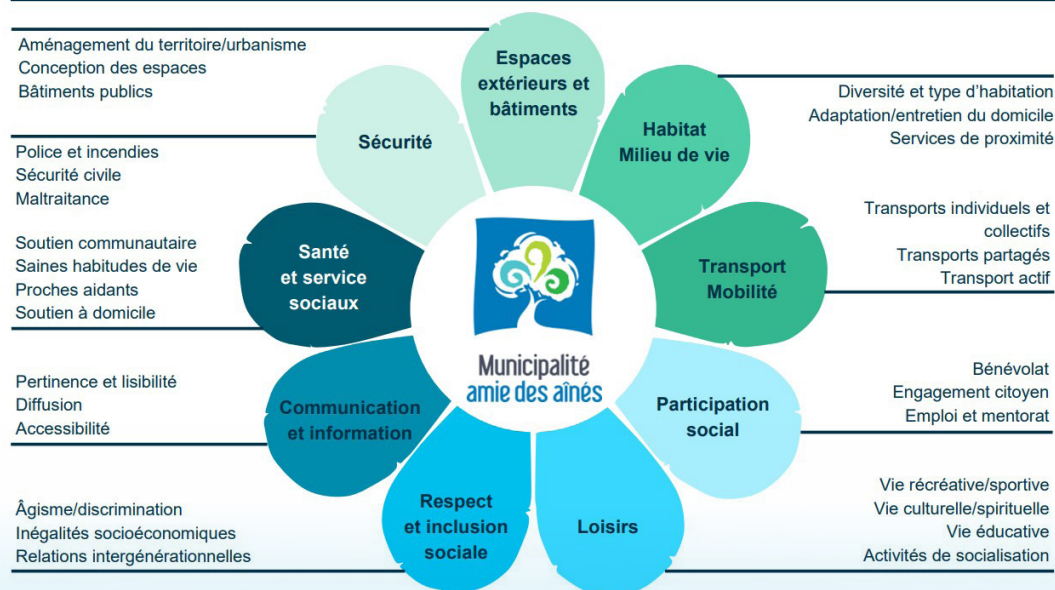 Aménagement du territoire/urbanisme
Conception des espaces
Bâtiments publics
Espaces
extérieurs et
bâtiments
Habitat
Milieu de vie
Diversité et type d'habitation
Adaptation/entretien du domicile
Services de proximité
Sécurité
Police et incendies
Sécurité civile
Maltraitance
Transport
Mobilité
Transports individuels et
collectifs
Transports partagés
Transport actif
Santé
et service
sociaux
Soutien communautaire
Saines habitudes de vie
Proches aidants
Soutien à domicile
Municipalité
amie des aînés
Participation
social
Bénévolat
Engagement citoyen
Emploi et mentorat
Communication
et information
Pertinence et lisibilité
Diffusion
Accessibilité
Respect
et inclusion
sociale
Âgisme/discrimination
Inégalités socioéconomiques
Relations intergénérationnelles
Loisirs
Vie récréative/sportive
Vie culturelle/spirituelle
Vie éducative
Activités de socialisation